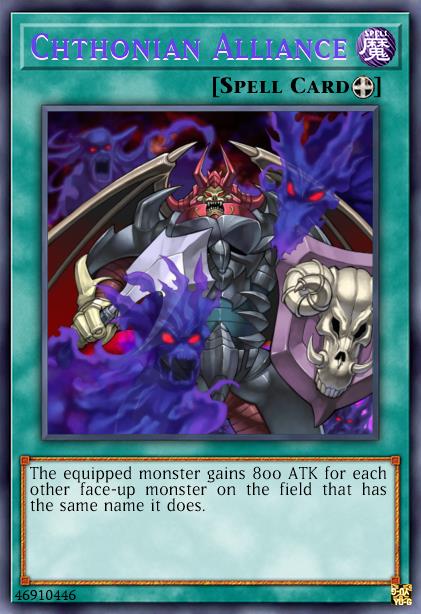 Chthonian Alliance
SPELL
魔
[Spell Card]
The equipped monster gains 800 ATK for each
other face-up monster on the field that has
the same name it does.
46910446